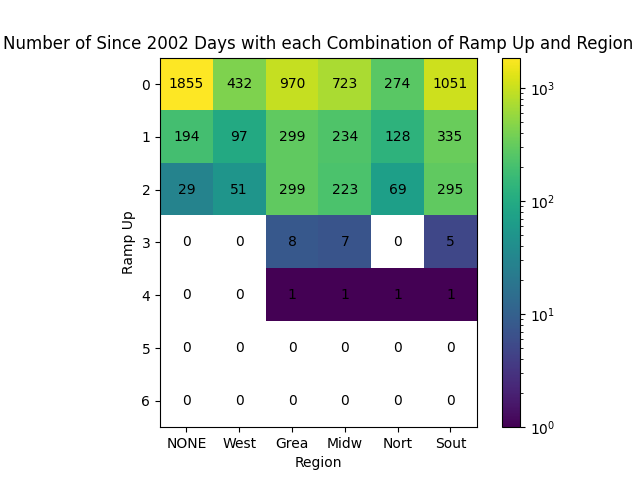 Number of Since 2002 Days with each Combination of Ramp Up and Region
0 1855 432 970 723 274 1051
1 194 97 299 234 128 335
2 29 51 299 223 69 295
3 0 0 8 7 0 5
4 0 0 1 1 1 1
5 0 0 0 0 0 0
6 0 0 0 0 0 0
NONE West Grea Midw Nort Sout
Region
Ramp Up
10³
10²
10¹
10⁰